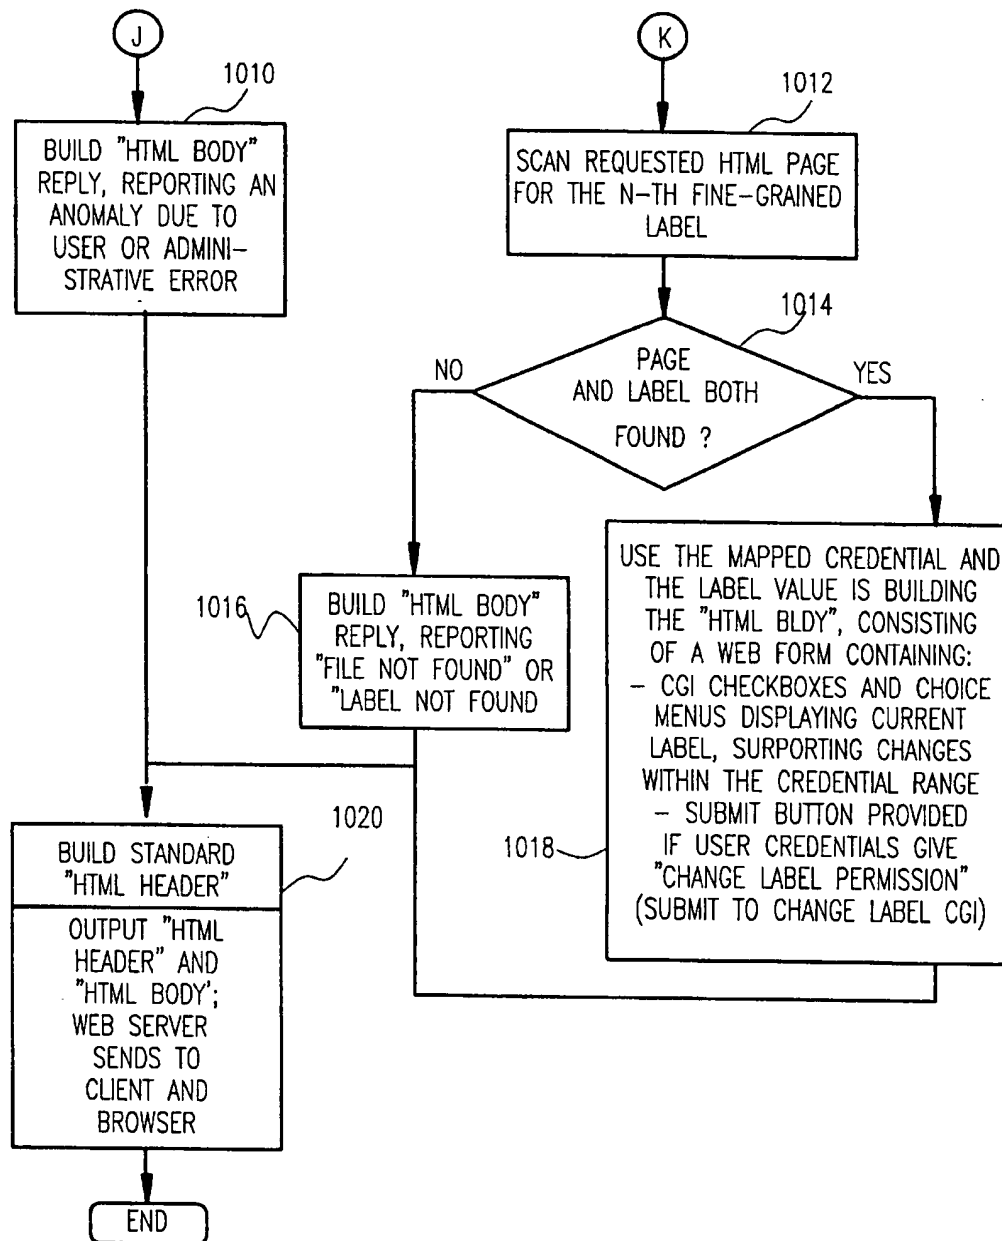 J
1010
BUILD "HTML BODY"
REPLY, REPORTING AN
ANOMALY DUE TO
USER OR ADMINI-
STRATIVE ERROR
K
1012
SCAN REQUESTED HTML PAGE
FOR THE N-TH FINE-GRAINED
LABEL
1014
PAGE
AND LABEL BOTH
FOUND ?
NO
YES
1016
BUILD "HTML BODY"
REPLY, REPORTING
"FILE NOT FOUND" OR
"LABEL NOT FOUND
USE THE MAPPED CREDENTIAL AND
THE LABEL VALUE IS BUILDING
THE "HTML BLDY", CONSISTING
OF A WEB FORM CONTAINING:
- CGI CHECKBOXES AND CHOICE
MENUS DISPLAYING CURRENT
LABEL, SURPORTING CHANGES
WITHIN THE CREDENTIAL RANGE
- SUBMIT BUTTON PROVIDED
IF USER CREDENTIALS GIVE
"CHANGE LABEL PERMISSION"
(SUBMIT TO CHANGE LABEL CGI)
1018
1020
BUILD STANDARD
"HTML HEADER"
OUTPUT "HTML
HEADER" AND
"HTML BODY';
WEB SERVER
SENDS TO
CLIENT AND
BROWSER
END